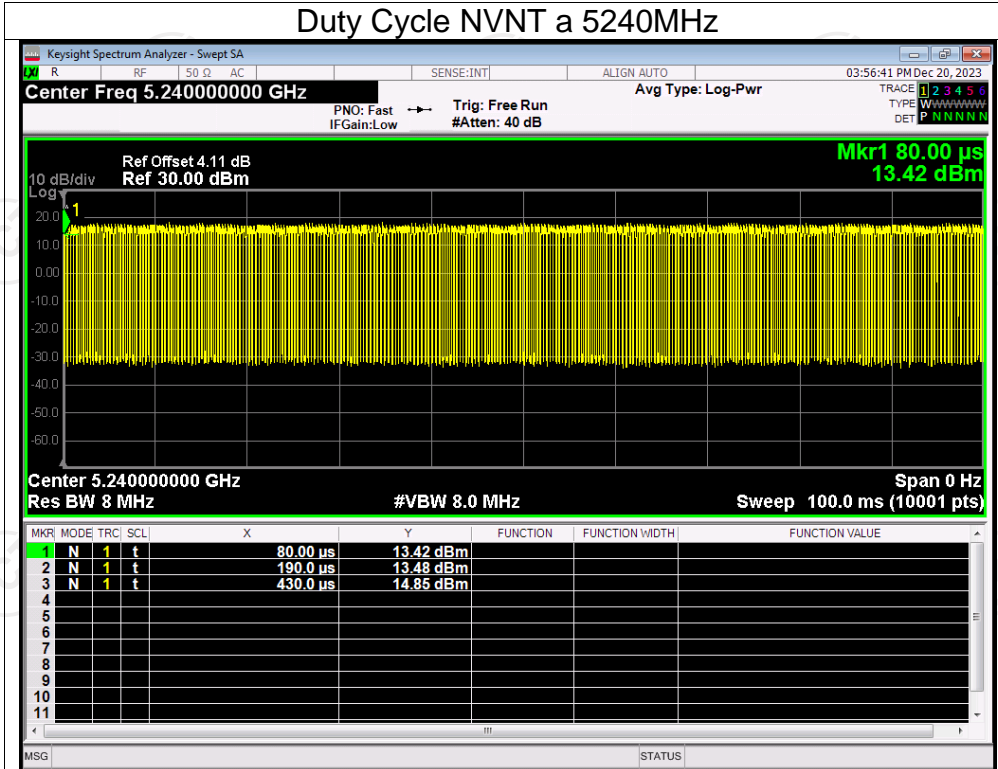 Duty Cycle NVNT a 5240MHz
Keysight Spectrum Analyzer - Swept SA
LXI R RF 50 Ω AC SENSE:INT ALIGN AUTO 03:56:41 PM Dec 20, 2023
Center Freq 5.240000000 GHz Avg Type: Log-Pwr TRACE 1 2 3 4 5 6
PNO: Fast Trig: Free Run TYPE WWWWWW
IFGain:Low #Atten: 40 dB DET P N N N N N
Mkr1 80.00 µs
13.42 dBm
Ref Offset 4.11 dB
10 dB/div Ref 30.00 dBm
Log
1
20.0
10.0
0.00
-10.0
-20.0
-30.0
-40.0
-50.0
-60.0
Center 5.240000000 GHz Span 0 Hz
Res BW 8 MHz #VBW 8.0 MHz Sweep 100.0 ms (10001 pts)
MKR MODE TRC SCL X Y FUNCTION FUNCTION WIDTH FUNCTION VALUE
1 N 1 t 80.00 µs 13.42 dBm
2 N 1 t 190.0 µs 13.48 dBm
3 N 1 t 430.0 µs 14.85 dBm
4
5
6
7
8
9
10
11
MSG STATUS